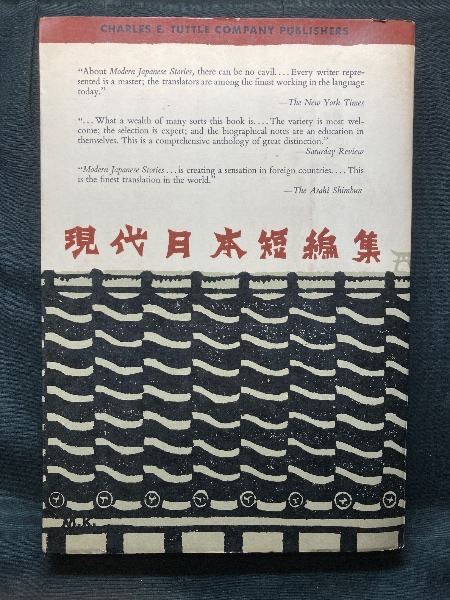 CHARLES E. TUTTLE COMPANY PUBLISHERS
“About Modern Japanese Stories, there can be no cavil.... Every writer repre-
sented is a master; the translators are among the finast working in the language
today.”
—The New York Times
“... What a wealth of many sorts this book is.... The variety is most wel-
come; the selection is expert; and the biographical notes are an education in
themselves. This is a comprehensive anthology of great distinction.”
—Saturday Review
“Modern Japanese Stories ... is creating a sensation in foreign countries.... This
is the finest translation in the world.”
—The Asahi Shimbun
現代日本短編集
M.K.